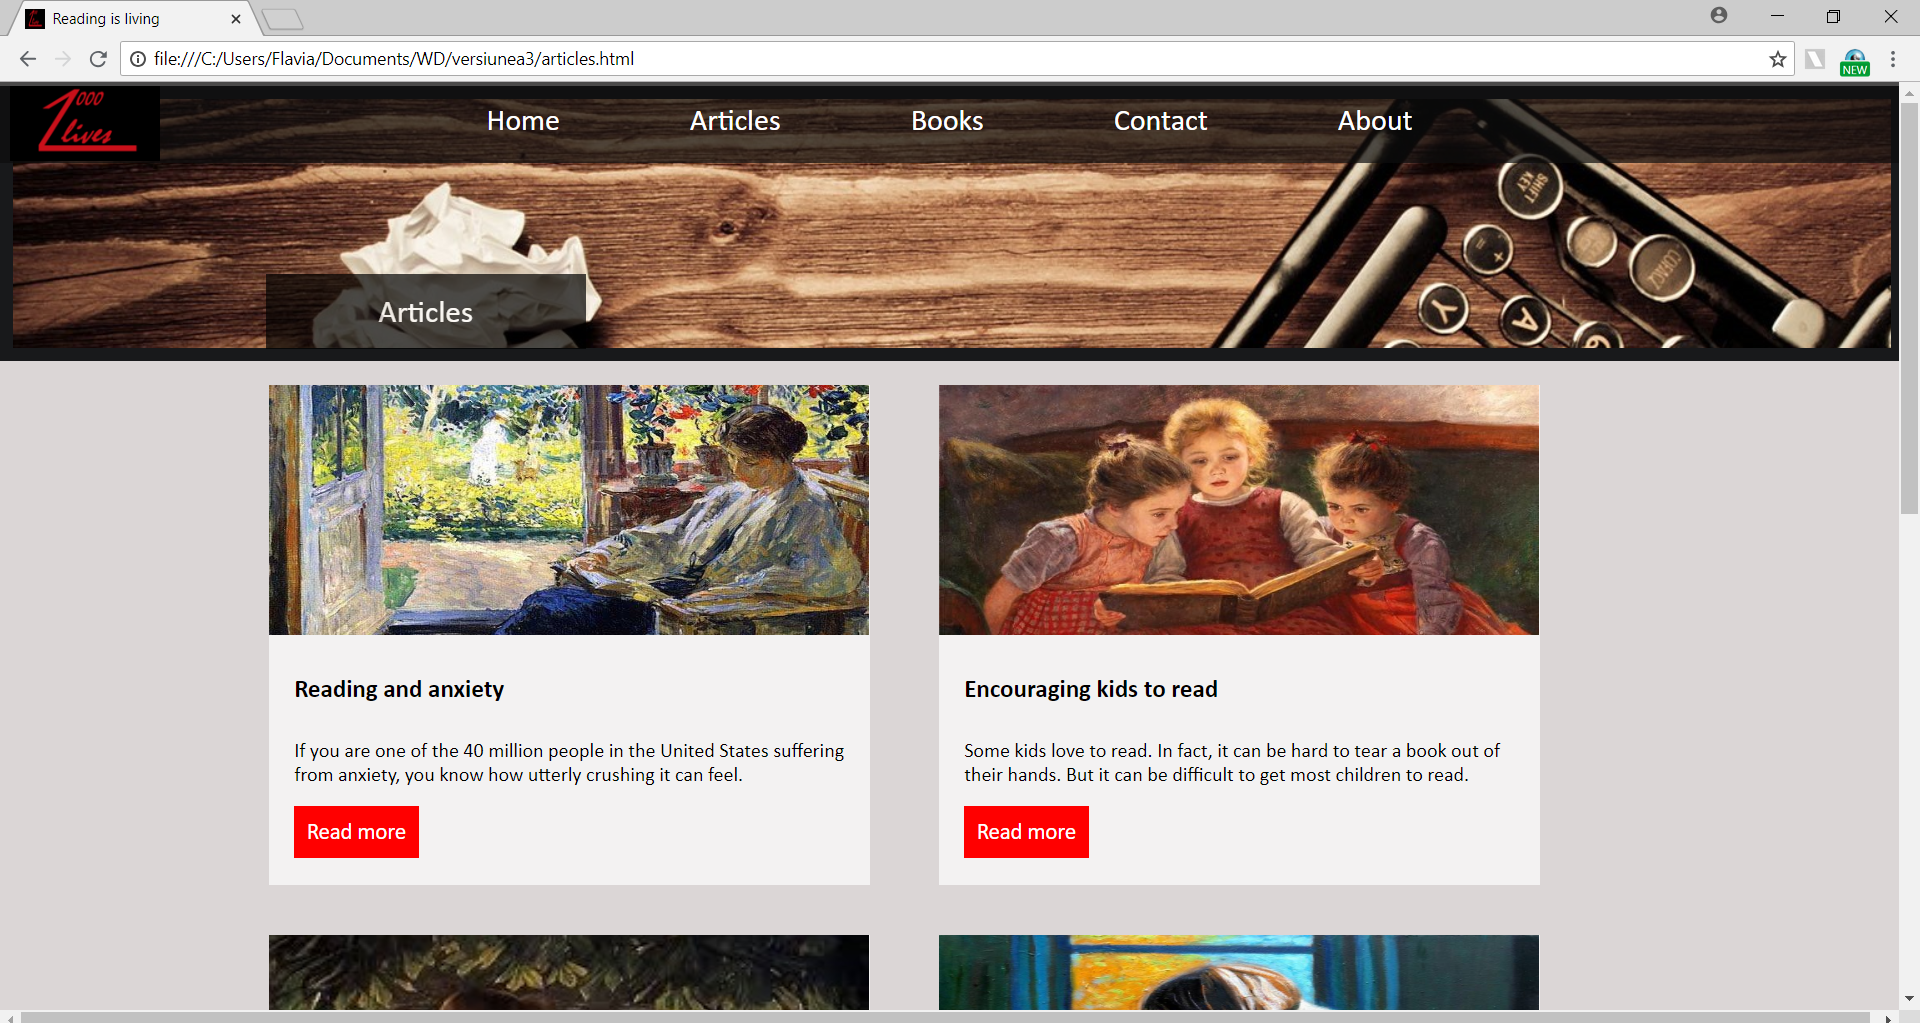 Reading is living
file:///C:/Users/Flavia/Documents/WD/versiunea3/articles.html
NEW
1000
lives
Home Articles Books Contact About
SHIFT
KEY
=
+
Y
A
G
Articles
Reading and anxiety
If you are one of the 40 million people in the United States suffering
from anxiety, you know how utterly crushing it can feel.
Read more
Encouraging kids to read
Some kids love to read. In fact, it can be hard to tear a book out of
their hands. But it can be difficult to get most children to read.
Read more